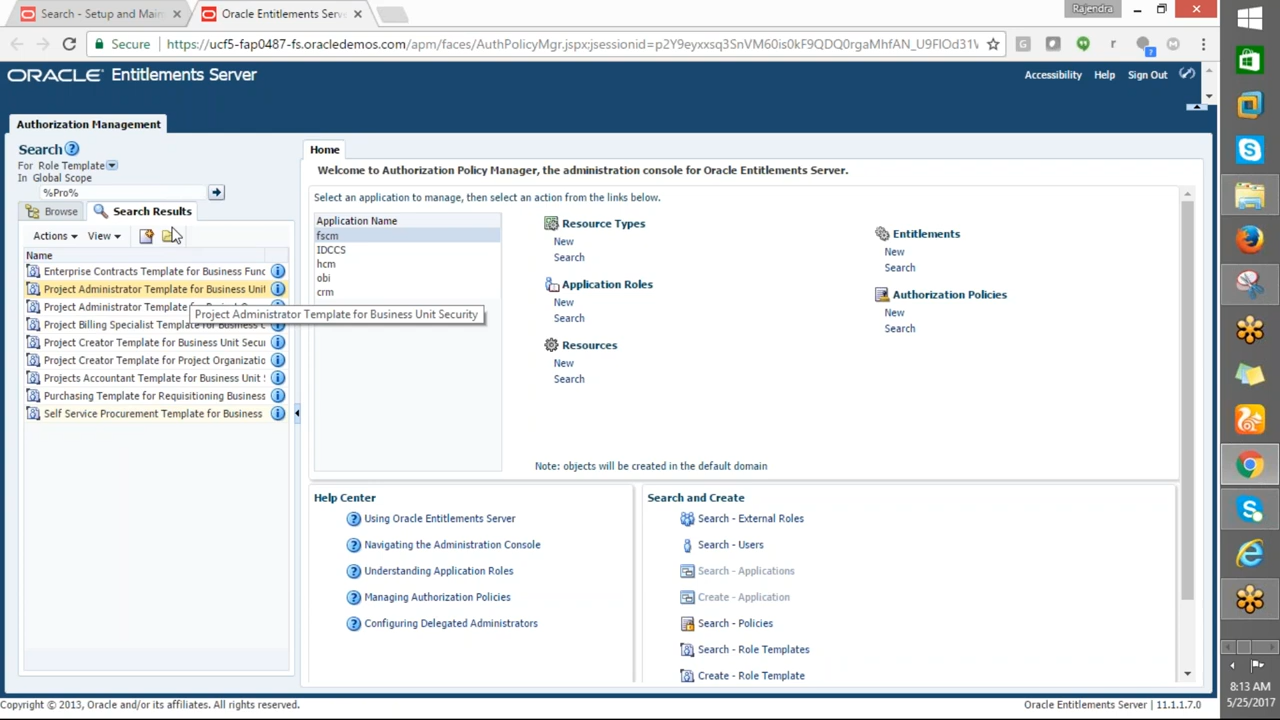 Search - Setup and Main
Oracle Entitlements Serv
Rajendra
Secure
https://ucf5-fap0487-fs.oracledemos.com/apm/faces/AuthPolicyMgr.jspx;jsessionid=
ORACLE Entitlements Server
Accessibility Help Sign Out
Authorization Management
Search
For Role Template
In Global Scope
%Pro%
Browse
Search Results
Actions View
Name
Enterprise Contracts Template for Business Func
Project Administrator Template for Business Unit
Project Administrator Template
Project Billing Specialist Template for Business
Project Creator Template for Business Unit Secu
Project Creator Template for Project Organizatio
Projects Accountant Template for Business Unit
Purchasing Template for Requisitioning Business
Self Service Procurement Template for Business
Project Administrator Template for Business Unit Security
Home
Welcome to Authorization Policy Manager, the administration console for Oracle Entitlements Server.
Select an application to manage, then select an action from the links below.
Application Name
fscm
IDCCS
hcm
obi
crm
Resource Types
New
Search
Application Roles
New
Search
Resources
New
Search
Entitlements
New
Search
Authorization Policies
New
Search
Note: objects will be created in the default domain
Help Center
Using Oracle Entitlements Server
Navigating the Administration Console
Understanding Application Roles
Managing Authorization Policies
Configuring Delegated Administrators
Search and Create
Search - External Roles
Search - Users
Search - Applications
Create - Application
Search - Policies
Search - Role Templates
Create - Role Template
Copyright © 2013, Oracle and/or its affiliates. All rights reserved.
Oracle Entitlements Server | 11.1.1.7.0
8:13 AM
5/25/2017